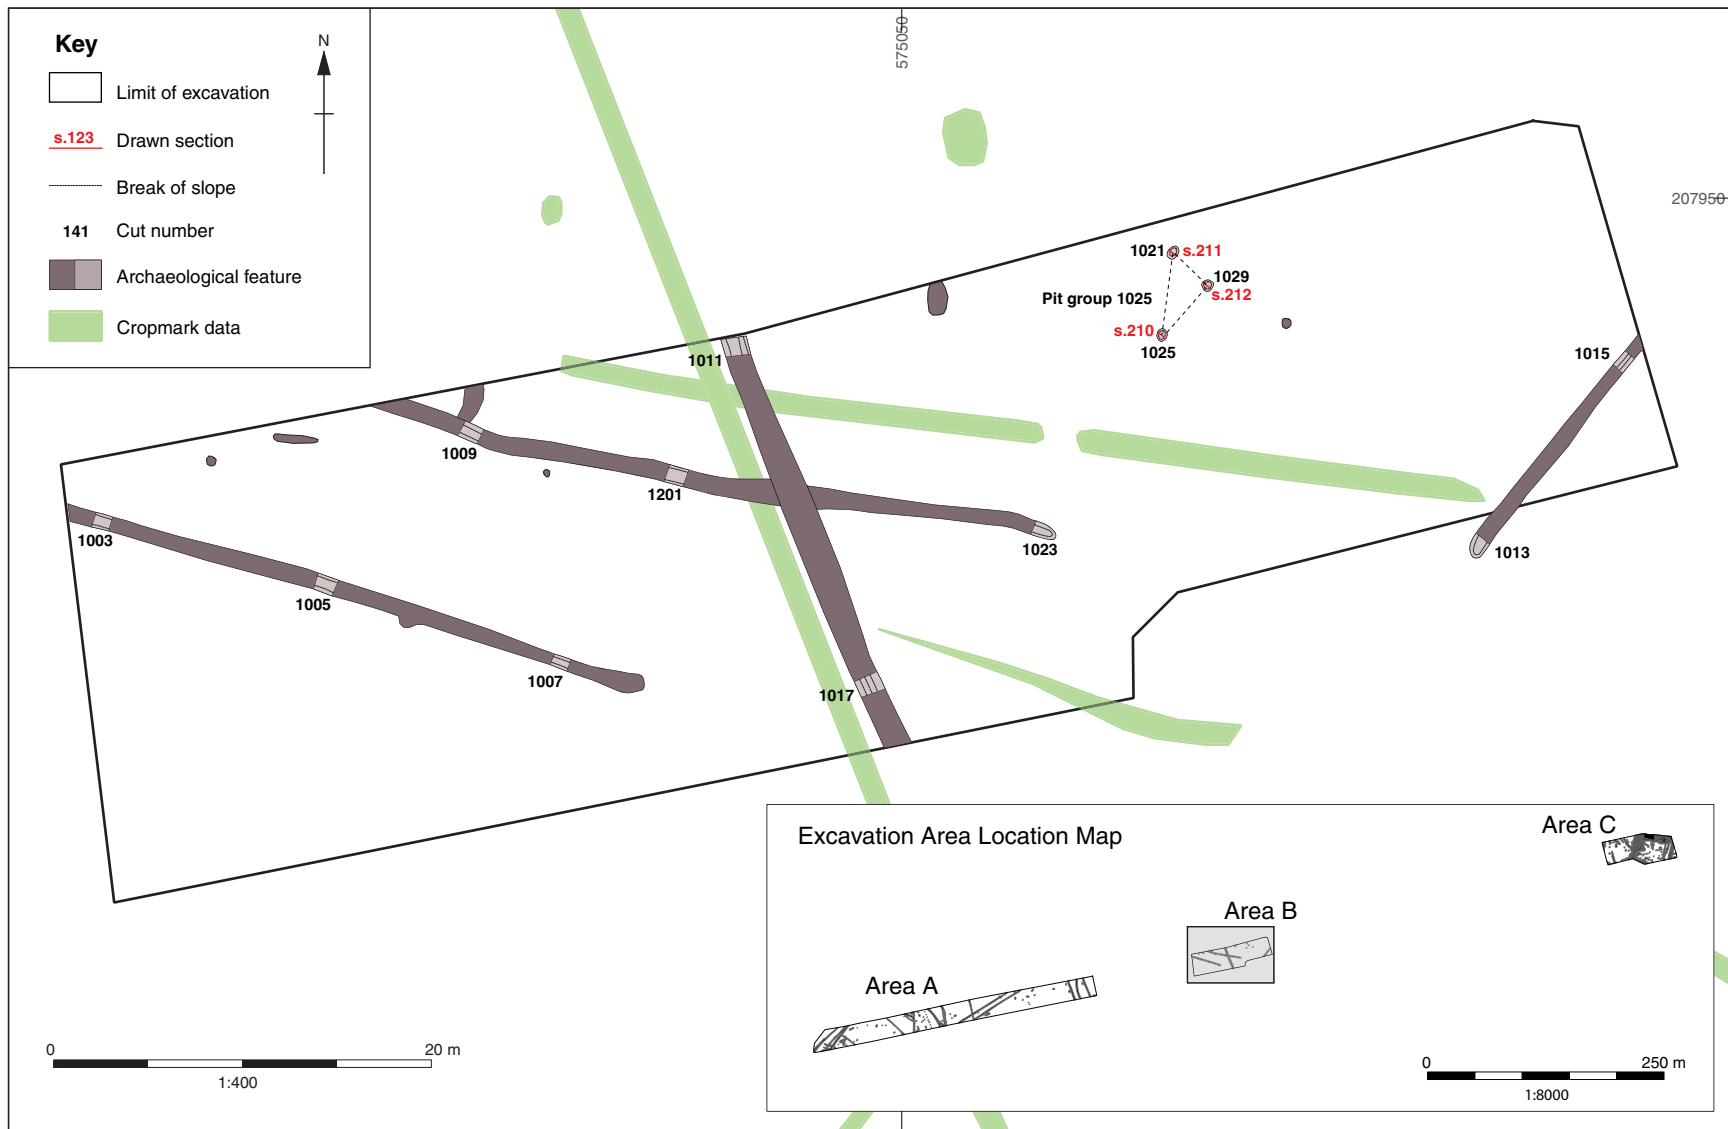 Key
N
Limit of excavation
s.123
Drawn section
Break of slope
141
Cut number
Archaeological feature
Cropmark data
575050
207950
1021
s.211
1029
s.212
Pit group 1025
s.210
1025
1015
1011
1009
1201
1003
1023
1013
1005
1007
1017
Excavation Area Location Map
Area C
Area B
Area A
0
20 m
1:400
0
250 m
1:8000